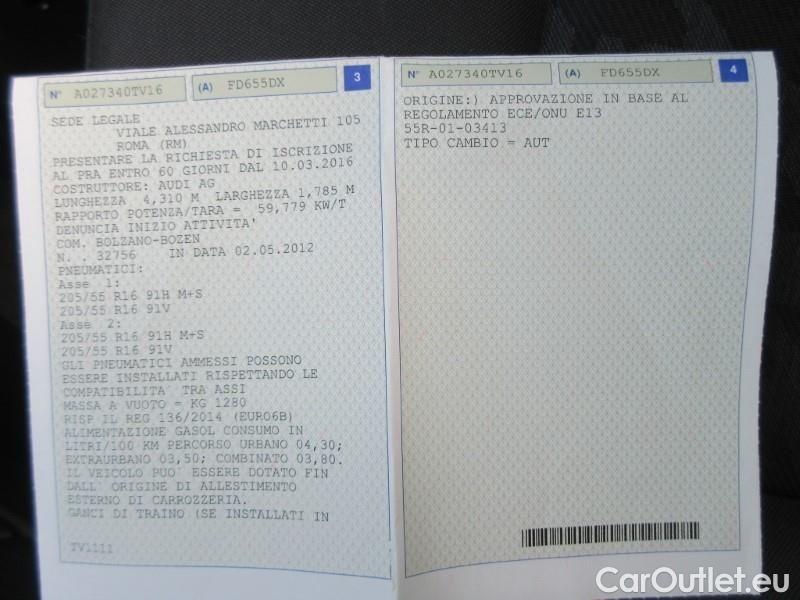 N° A027340TV16 (A) FD655DX 3
SEDE LEGALE
VIALE ALESSANDRO MARCHETTI 105
ROMA (RM)
PRESENTARE LA RICHIESTA DI ISCRIZIONE
AL PRA ENTRO 60 GIORNI DAL 10.03.2016
COSTRUTTORE: AUDI AG
LUNGHEZZA 4,310 M LARGHEZZA 1,785 M
RAPPORTO POTENZA/TARA = 59,779 KW/T
DENUNCIA INIZIO ATTIVITA'
COM. BOLZANO-BOZEN
N. . 32756 IN DATA 02.05.2012
PNEUMATICI:
Asse 1:
205/55 R16 91H M+S
205/55 R16 91V
Asse 2:
205/55 R16 91H M+S
205/55 R16 91V
GLI PNEUMATICI AMMESSI POSSONO
ESSERE INSTALLATI RISPETTANDO LE
COMPATIBILITA` TRA ASSI
MASSA A VUOTO = KG 1280
RISP IL REG 136/2014 (EURO6B)
ALIMENTAZIONE GASOL CONSUMO IN
LITRI/100 KM PERCORSO URBANO 04,30;
EXTRAURBANO 03,50; COMBINATO 03,80.
IL VEICOLO PUO` ESSERE DOTATO FIN
DALL` ORIGINE DI ALLESTIMENTO
ESTERNO DI CARROZZERIA.
GANCI DI TRAINO (SE INSTALLATI IN
TV1111
N° A027340TV16 (A) FD655DX 4
ORIGINE:) APPROVAZIONE IN BASE AL
REGOLAMENTO ECE/ONU E13
55R-01-03413
TIPO CAMBIO = AUT
CarOutlet.eu